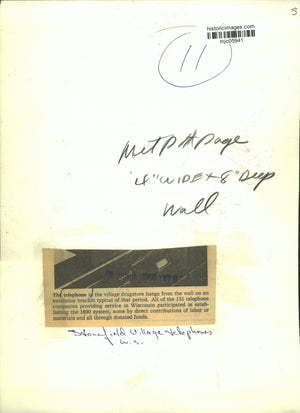 S
historicimages.com
mjc05941
11
Met P A page
4" WIDE x 8" Deep
Wall
The telephone in the village drugstore hangs from the wall on an
extension bracket typical of that period. All of the 131 telephone
companies providing service in Wisconsin participated in estab-
lishing the 1890 system, some by direct contributions of labor or
materials and all through donated funds.
Stonefield Village telephones